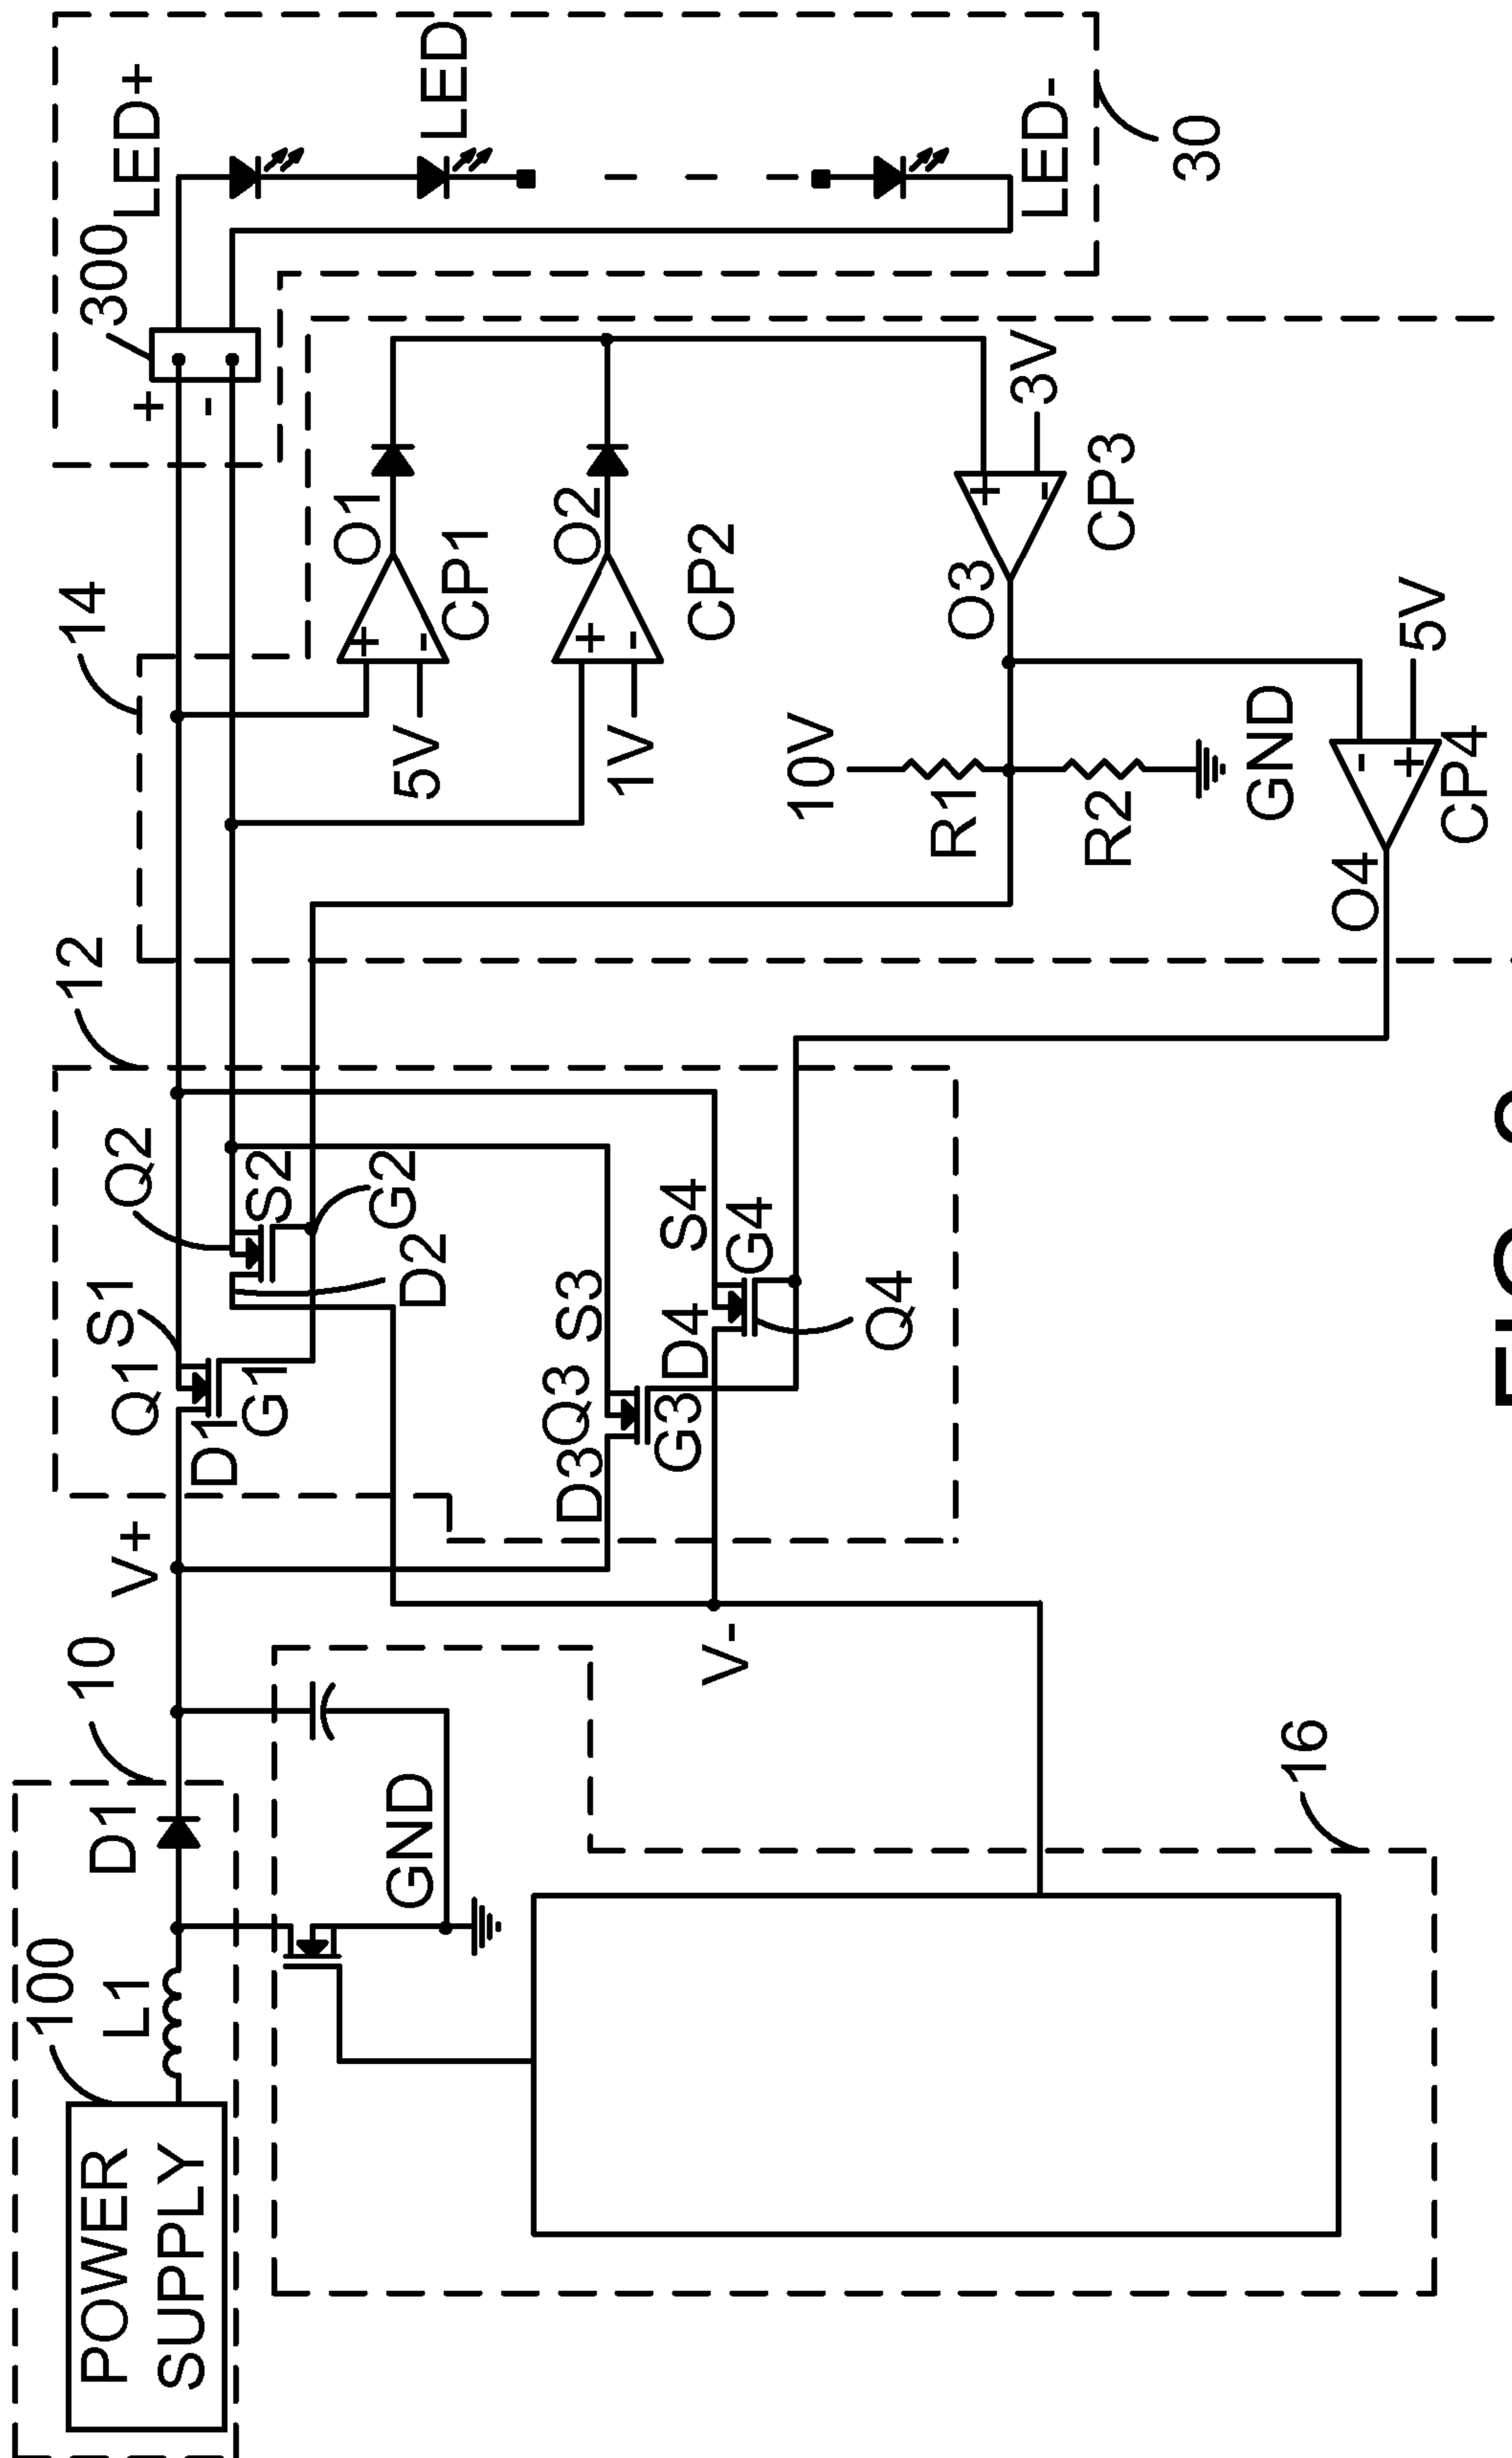 POWER
SUPPLY
100
L1
D1
10
GND
V+
V-
16
Q1
S1
D1
G1
Q2
S2
G2
D2
12
D3
Q3
S3
G3
D4
S4
G4
Q4
14
5V
O1
CP1
1V
O2
CP2
10V
R1
R2
GND
O3
CP3
3V
O4
CP4
5V
+
-
+
-
+
-
-
+
+
-
300
LED+
LED
LED-
30